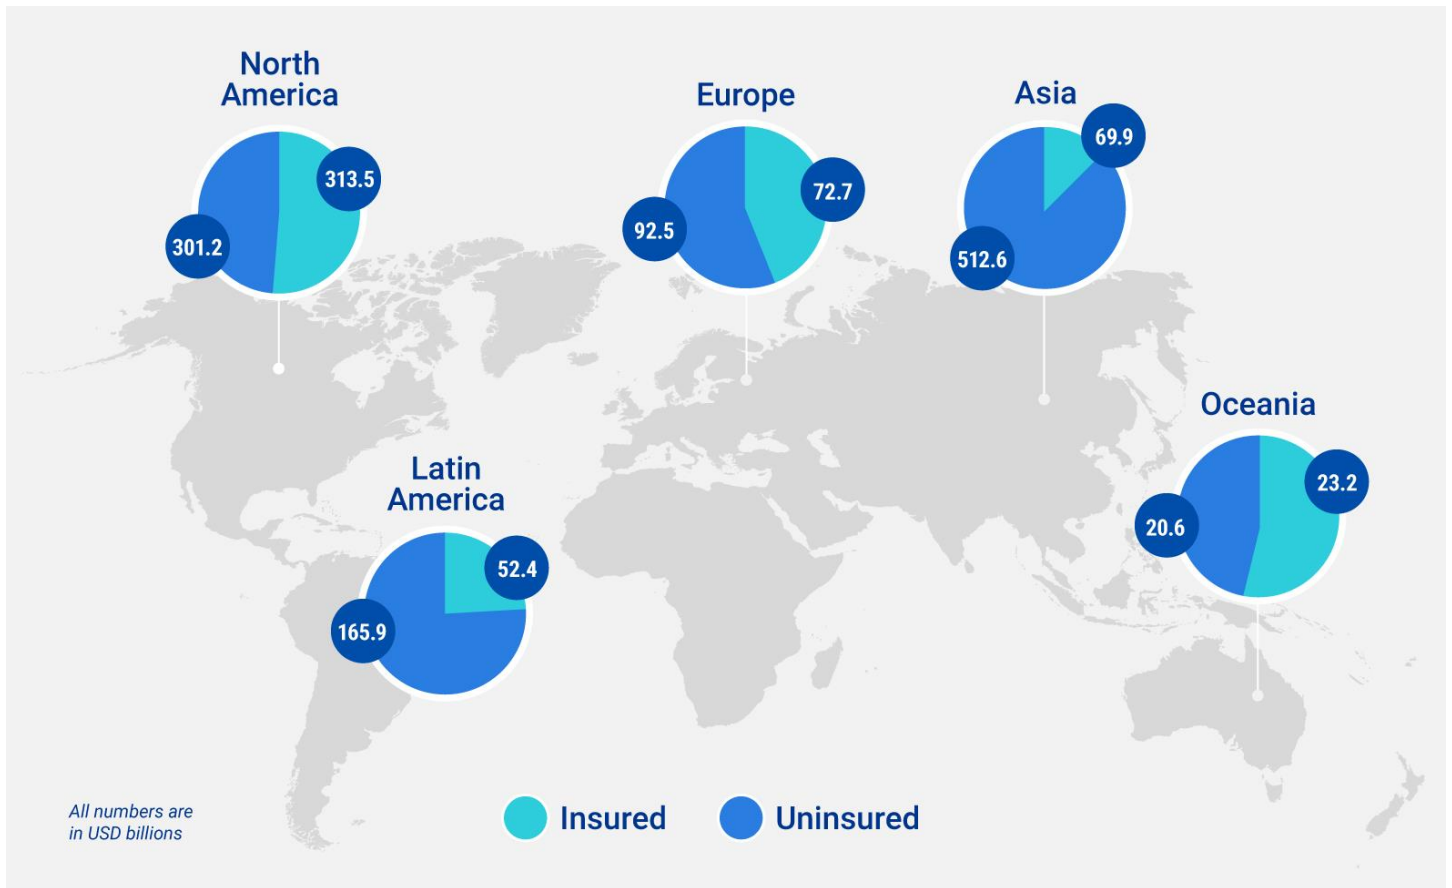 North
America
313.5
301.2
Europe
72.7
92.5
Asia
69.9
512.6
Oceania
23.2
20.6
Latin
America
52.4
165.9
All numbers are
in USD billions
Insured
Uninsured